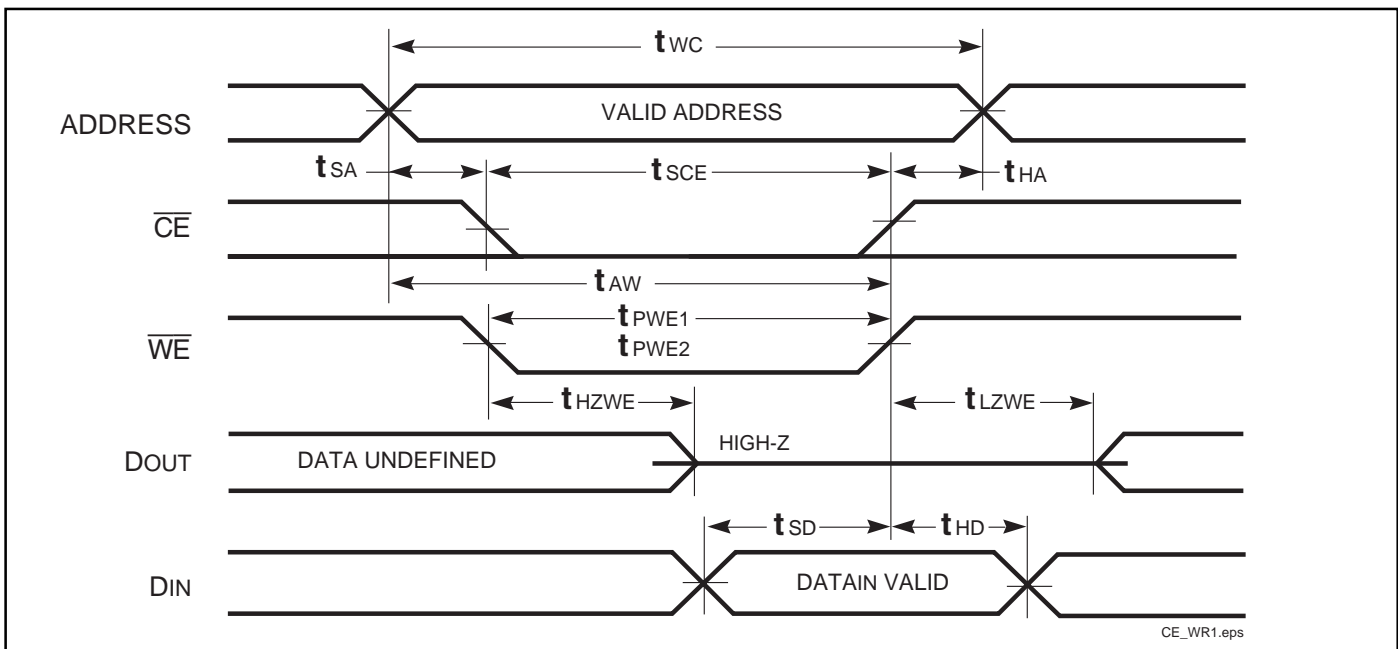 tWC
ADDRESS
VALID ADDRESS
tSA
tSCE
tHA
CE
tAW
tPWE1
WE
tPWE2
tHZWE
tLZWE
DOUT
DATA UNDEFINED
HIGH-Z
tSD
tHD
DIN
DATAIN VALID
CE_WR1.eps